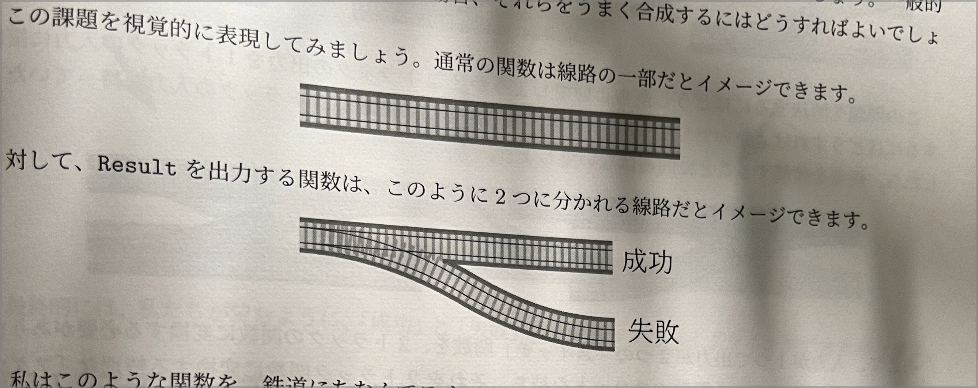 それらをうまく合成するにはどうすればよいでしょ
この課題を視覚的に表現してみましょう。通常の関数は線路の一部だとイメージできます。
対して、Result を出力する関数は、このように 2 つに分かれる線路だとイメージできます。
成功
失敗
私はこのような関数を、鉄道に